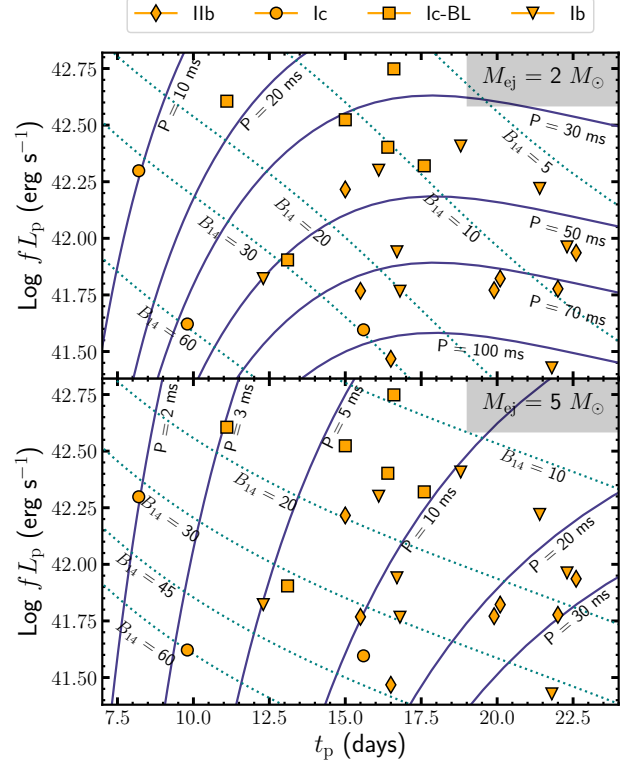 IIb Ic Ic-BL Ib
M_ej = 2 M_⊙
P = 10 ms
P = 20 ms
P = 30 ms
P = 50 ms
P = 70 ms
P = 100 ms
B_14 = 5
B_14 = 10
B_14 = 20
B_14 = 30
B_14 = 60
42.75
42.50
42.25
42.00
41.75
41.50
Log f L_p (erg s⁻¹)
M_ej = 5 M_⊙
P = 2 ms
P = 3 ms
P = 5 ms
P = 10 ms
P = 20 ms
P = 30 ms
B_14 = 10
B_14 = 20
B_14 = 30
B_14 = 45
B_14 = 60
42.75
42.50
42.25
42.00
41.75
41.50
Log f L_p (erg s⁻¹)
7.5 10.0 12.5 15.0 17.5 20.0 22.5
t_p (days)